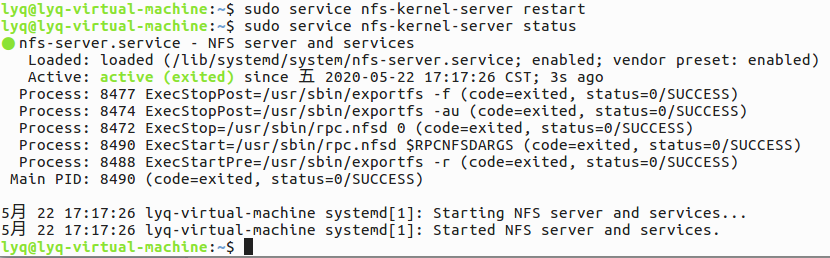 lyq@lyq-virtual-machine:~$ sudo service nfs-kernel-server restart
lyq@lyq-virtual-machine:~$ sudo service nfs-kernel-server status
● nfs-server.service - NFS server and services
   Loaded: loaded (/lib/systemd/system/nfs-server.service; enabled; vendor preset: enabled)
   Active: active (exited) since 五 2020-05-22 17:17:26 CST; 3s ago
  Process: 8477 ExecStopPost=/usr/sbin/exportfs -f (code=exited, status=0/SUCCESS)
  Process: 8474 ExecStopPost=/usr/sbin/exportfs -au (code=exited, status=0/SUCCESS)
  Process: 8472 ExecStop=/usr/sbin/rpc.nfsd 0 (code=exited, status=0/SUCCESS)
  Process: 8490 ExecStart=/usr/sbin/rpc.nfsd $RPCNFSDARGS (code=exited, status=0/SUCCESS)
  Process: 8488 ExecStartPre=/usr/sbin/exportfs -r (code=exited, status=0/SUCCESS)
 Main PID: 8490 (code=exited, status=0/SUCCESS)

5月 22 17:17:26 lyq-virtual-machine systemd[1]: Starting NFS server and services...
5月 22 17:17:26 lyq-virtual-machine systemd[1]: Started NFS server and services.
lyq@lyq-virtual-machine:~$